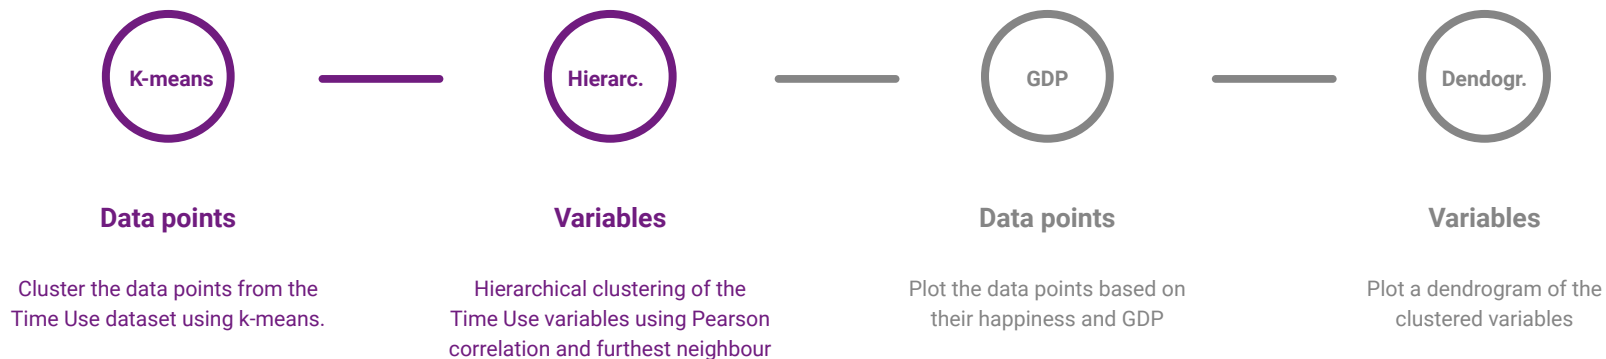 K-means
Hierarc.
GDP
Dendogr.
Data points
Variables
Data points
Variables
Cluster the data points from the
Time Use dataset using k-means.
Hierarchical clustering of the
Time Use variables using Pearson
correlation and furthest neighbour
Plot the data points based on
their happiness and GDP
Plot a dendrogram of the
clustered variables